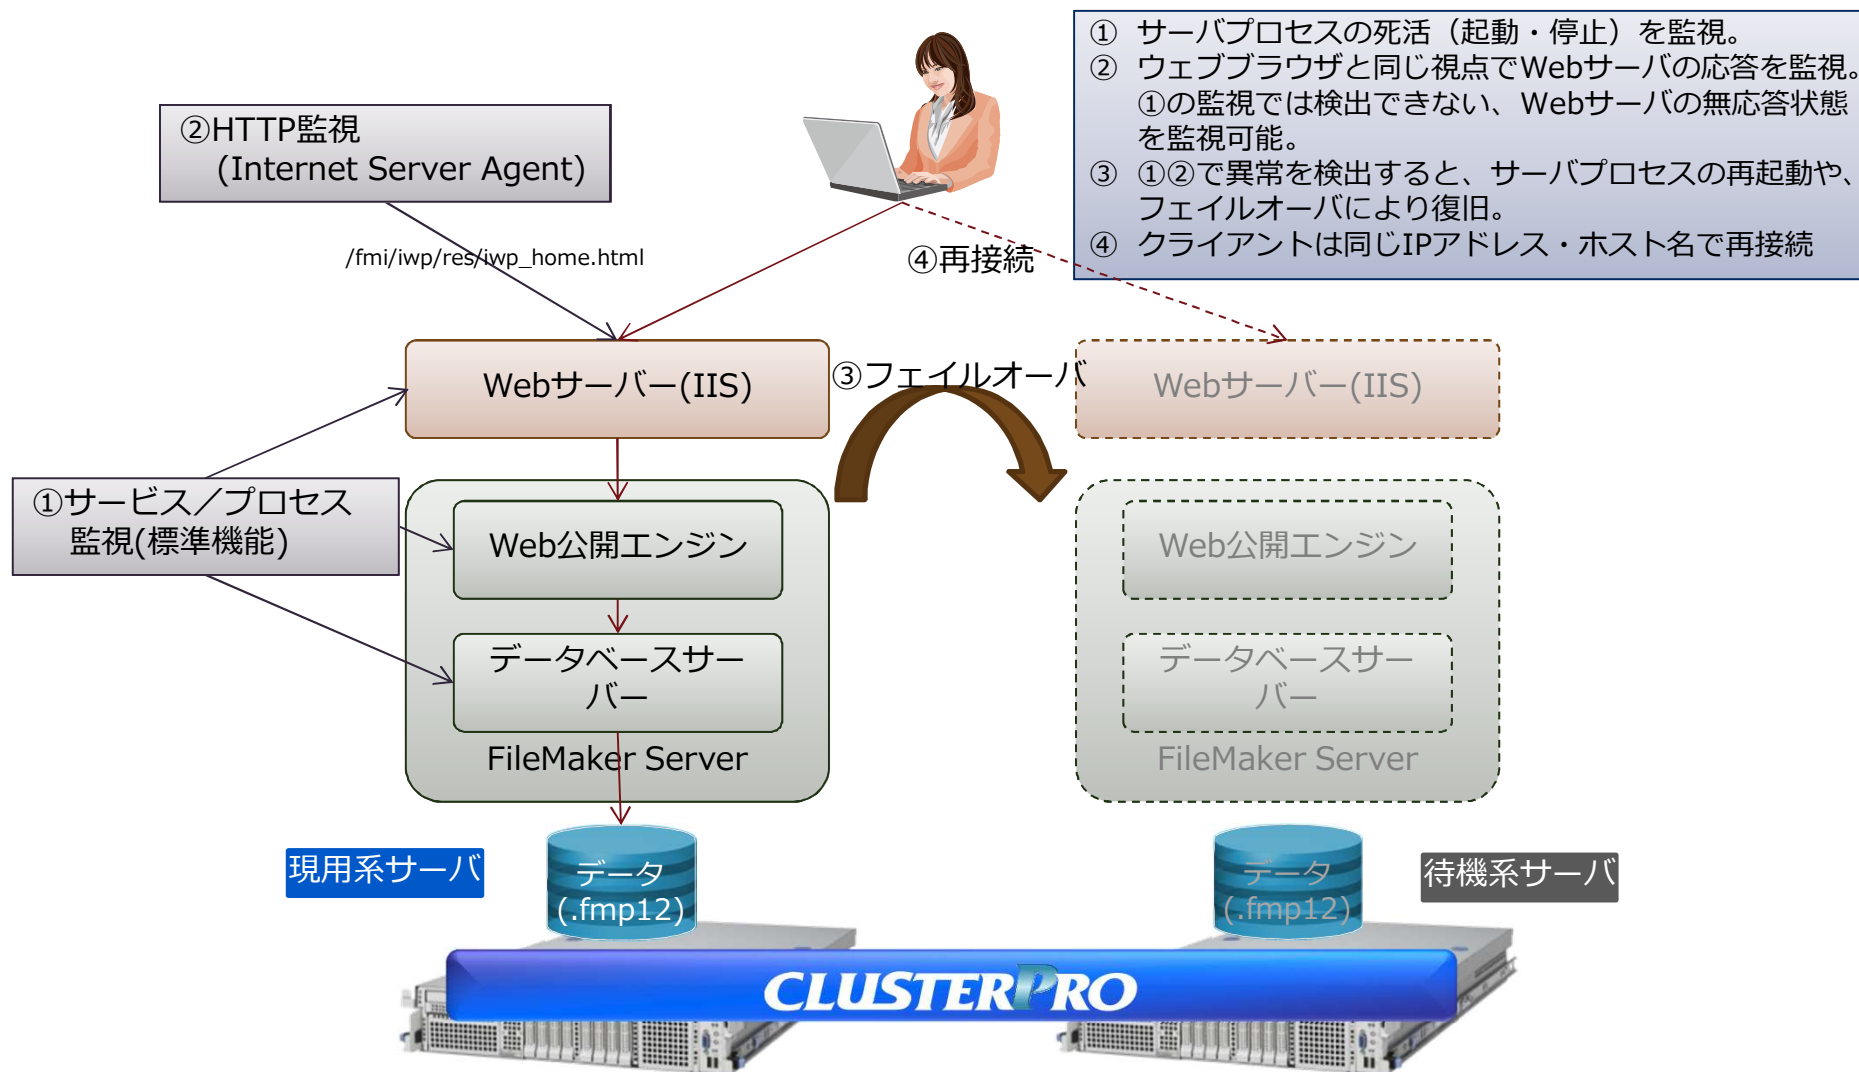 ① サーバプロセスの死活（起動・停止）を監視。
② ウェブブラウザと同じ視点でWebサーバの応答を監視。
①の監視では検出できない、Webサーバの無応答状態
を監視可能。
③ ①②で異常を検出すると、サーバプロセスの再起動や、
フェイルオーバにより復旧。
④ クライアントは同じIPアドレス・ホスト名で再接続
②HTTP監視
(Internet Server Agent)
/fmi/iwp/res/iwp_home.html
④再接続
Webサーバー(IIS)
③フェイルオーバ
Webサーバー(IIS)
①サービス／プロセス
監視(標準機能)
Web公開エンジン
データベースサー
バー
FileMaker Server
Web公開エンジン
データベースサー
バー
FileMaker Server
現用系サーバ
データ
(.fmp12)
データ
(.fmp12)
待機系サーバ
CLUSTERPRO